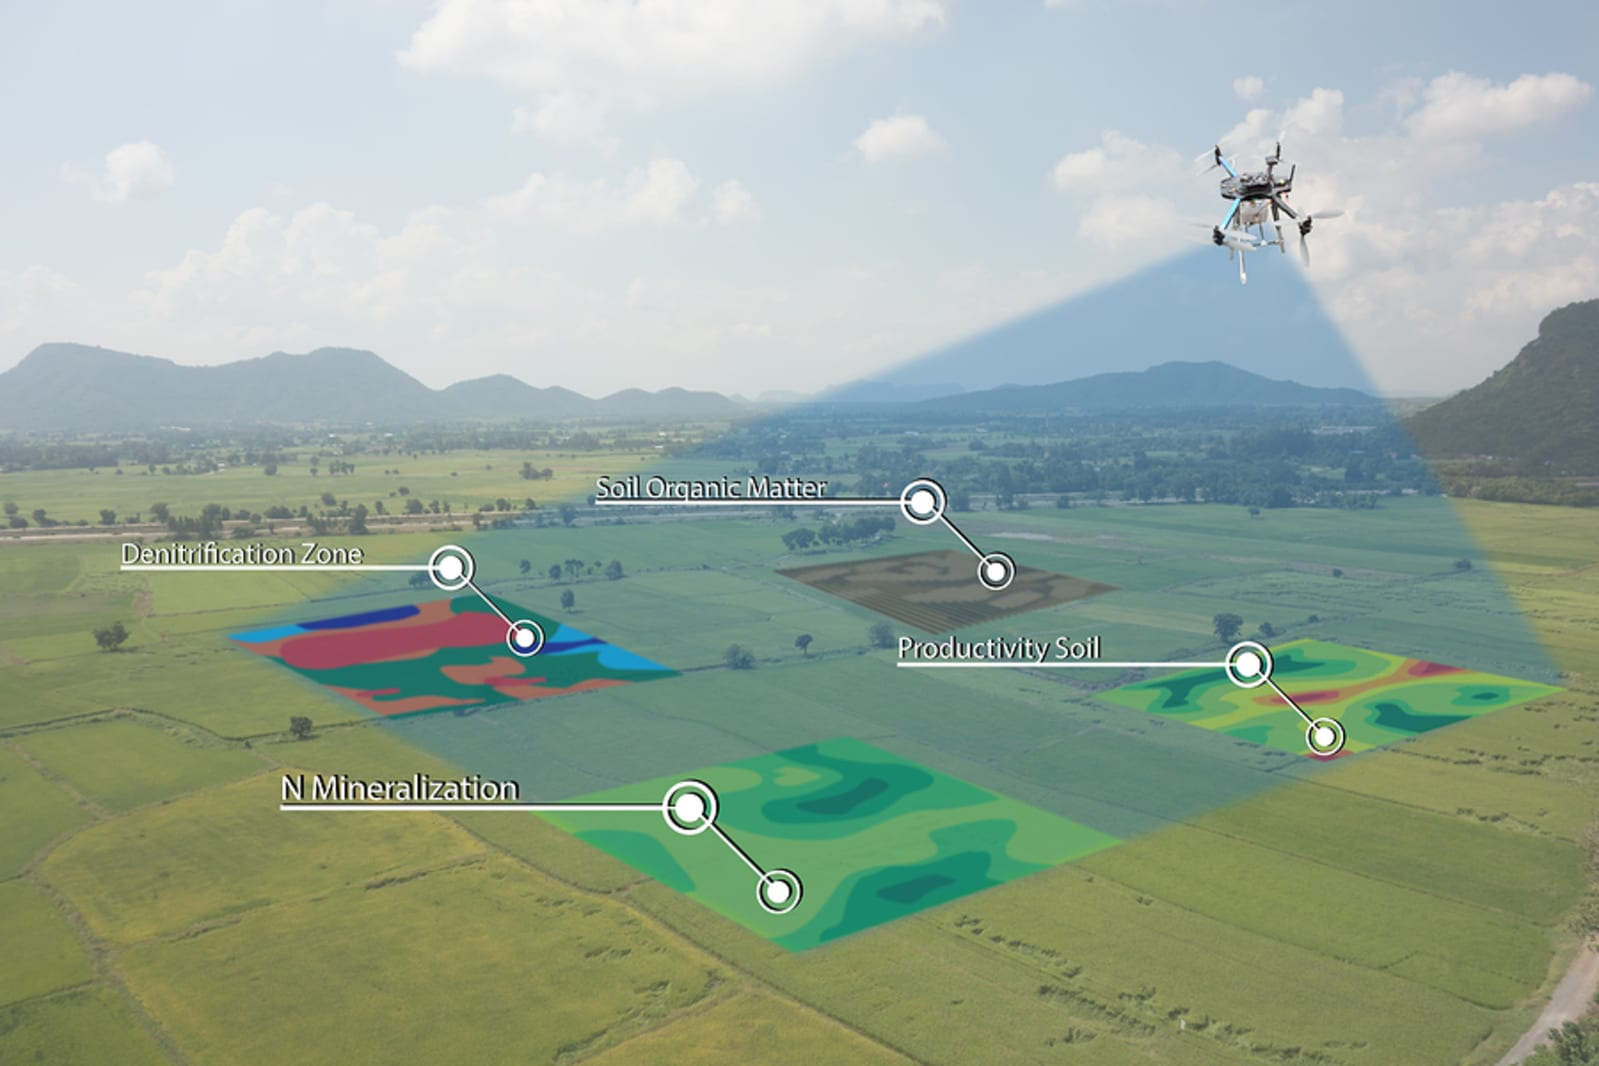 Soil Organic Matter
Denitrification Zone
Productivity Soil
N Mineralization